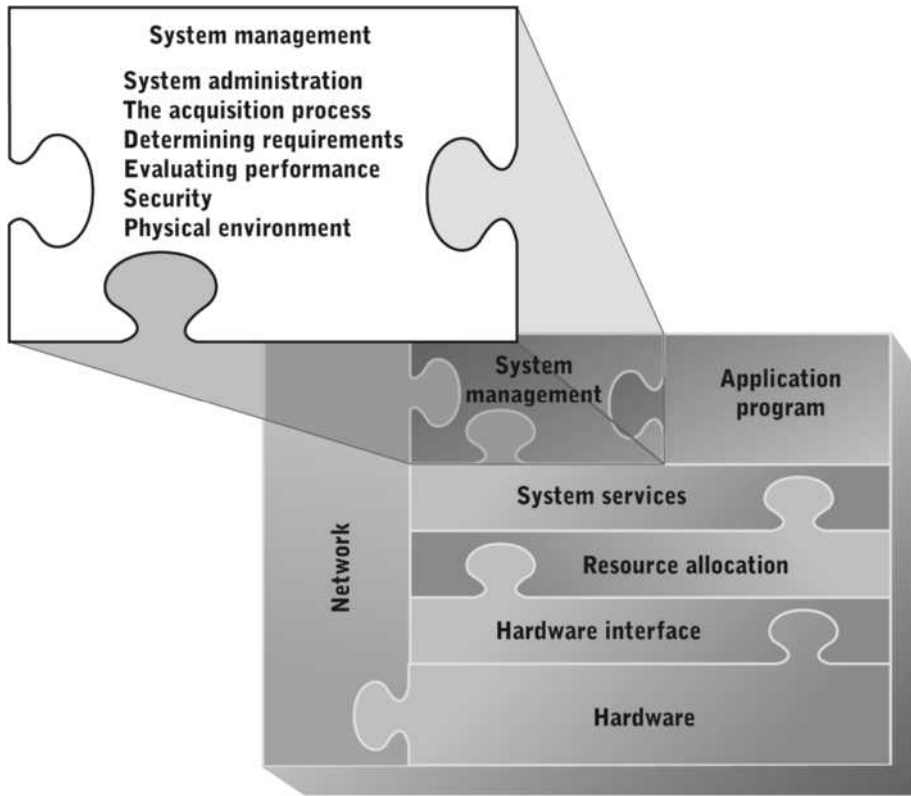 System management
System administration
The acquisition process
Determining requirements
Evaluating performance
Security
Physical environment
System
management
Application
program
System services
Resource allocation
Hardware interface
Hardware
Network